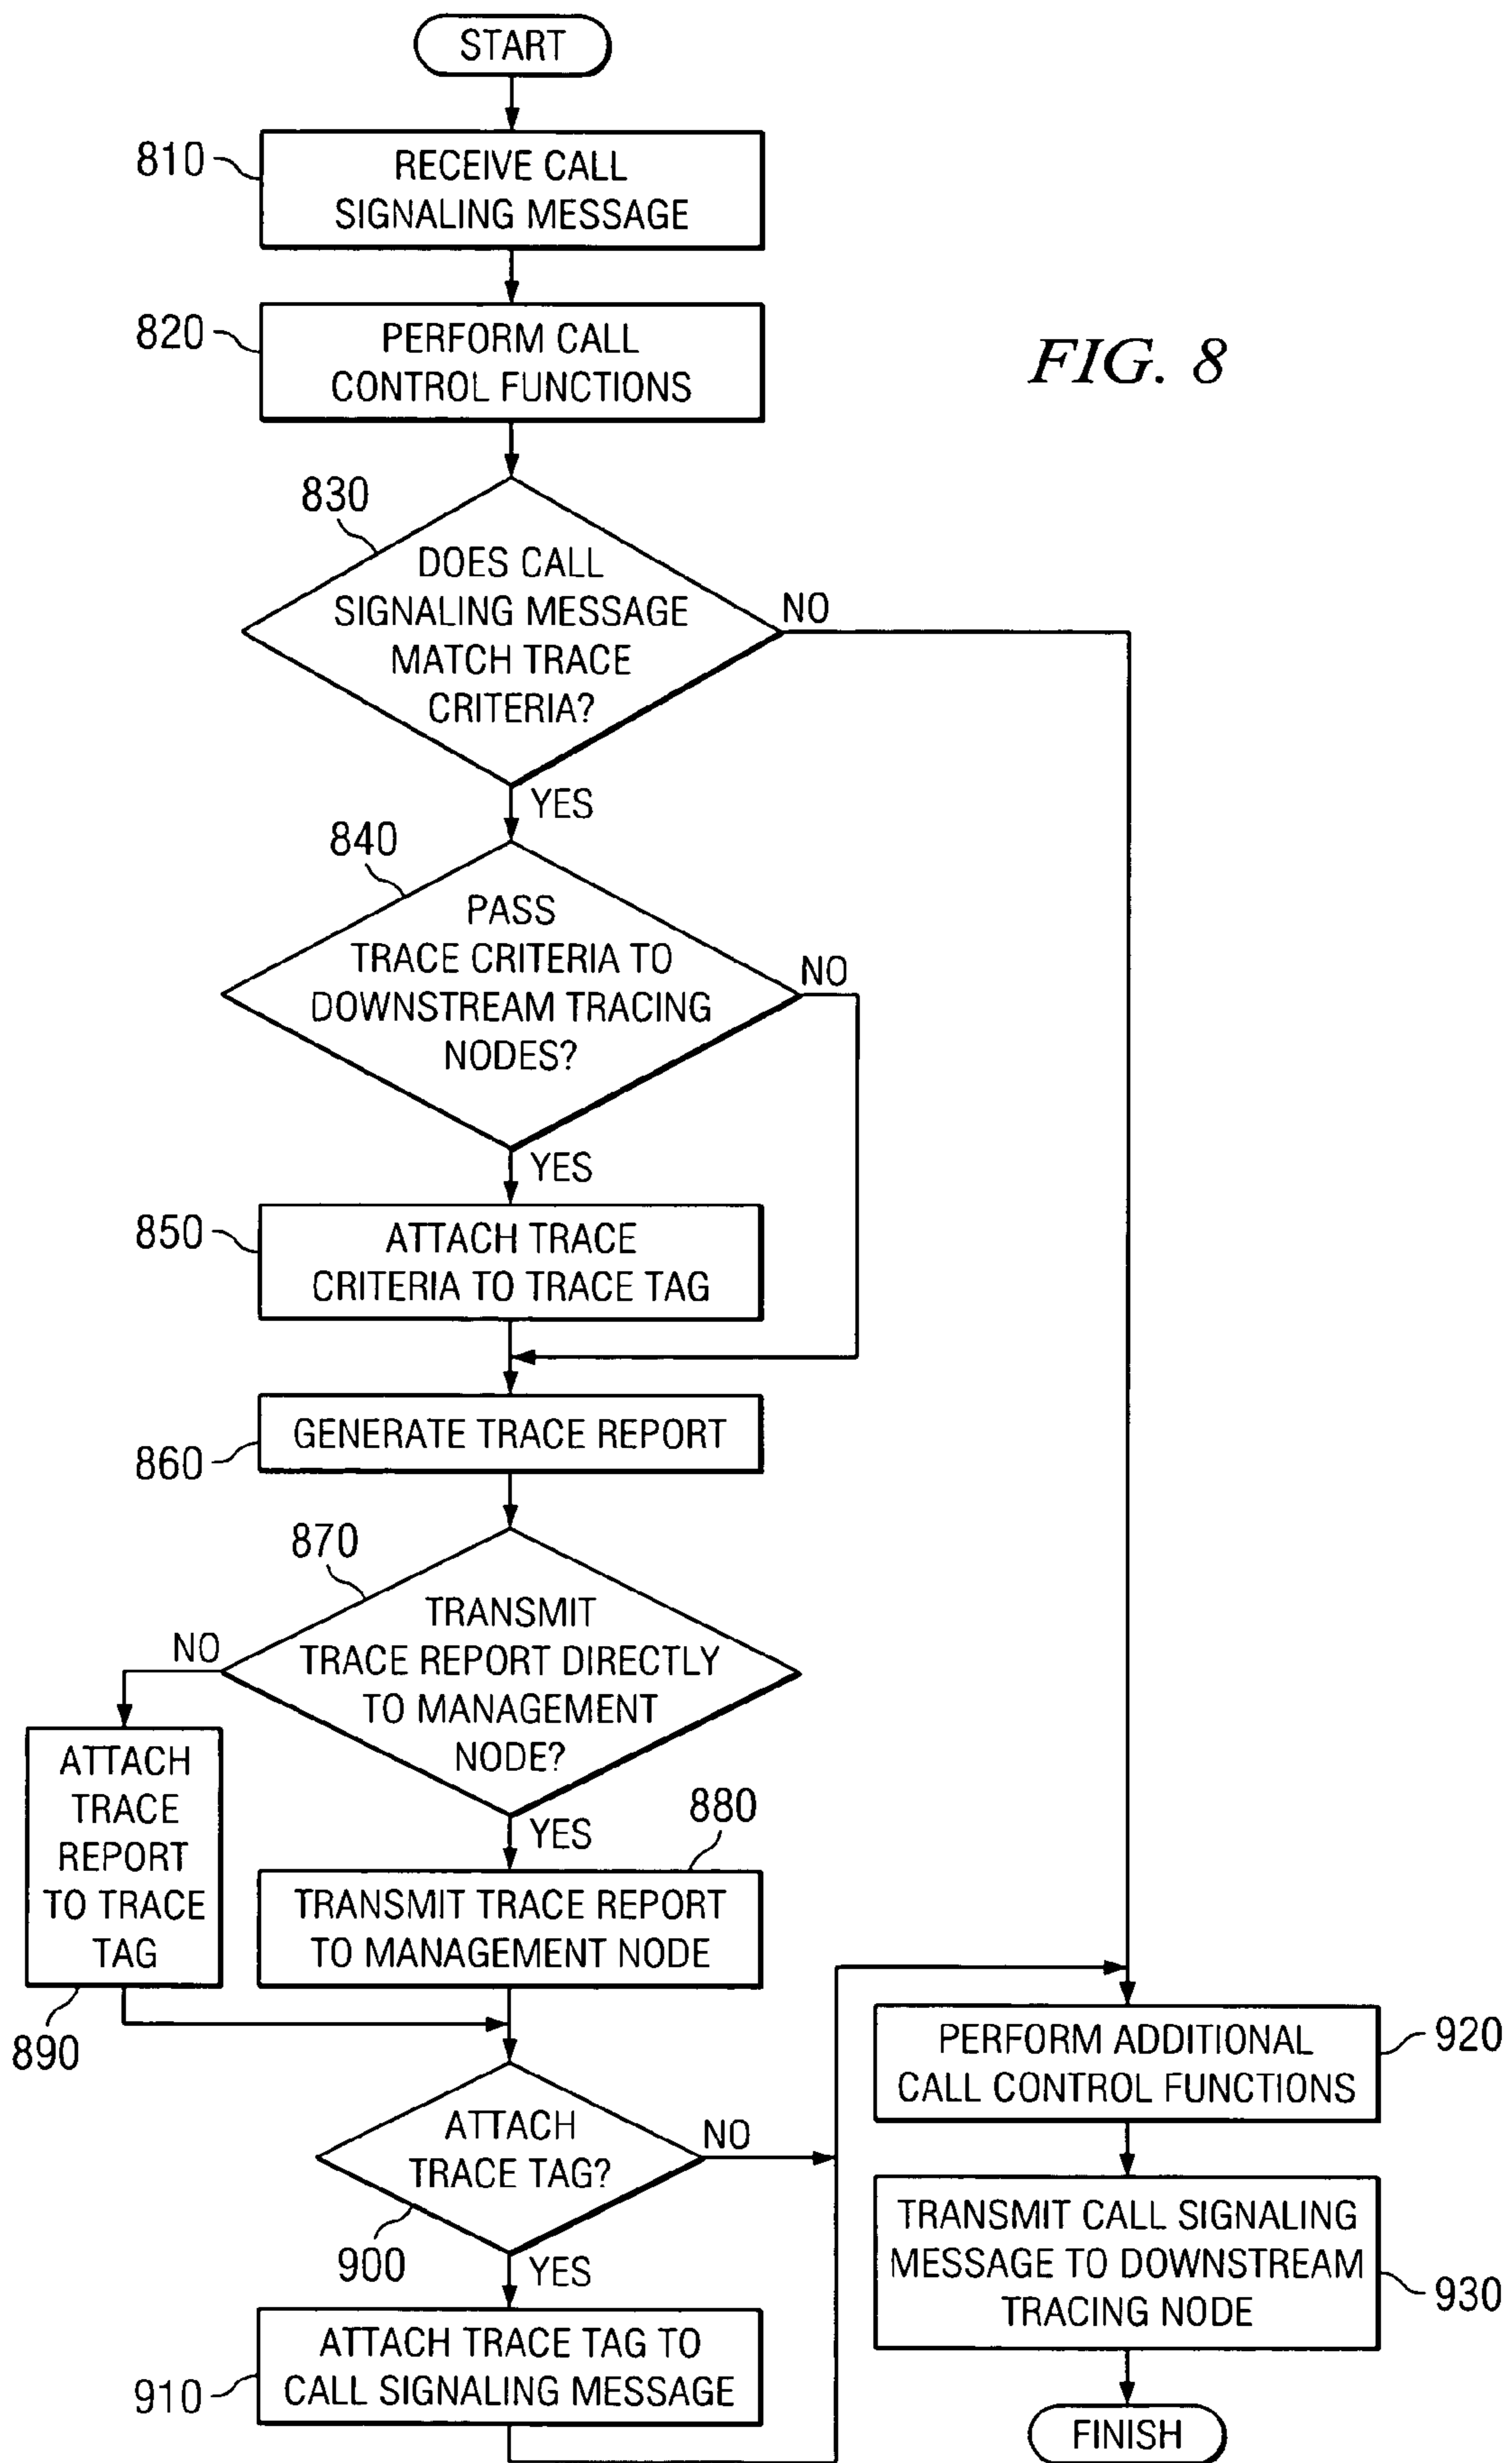 START
810
RECEIVE CALL
SIGNALING MESSAGE
820
PERFORM CALL
CONTROL FUNCTIONS
FIG. 8
830
DOES CALL
SIGNALING MESSAGE
MATCH TRACE
CRITERIA?
NO
YES
840
PASS
TRACE CRITERIA TO
DOWNSTREAM TRACING
NODES?
NO
YES
850
ATTACH TRACE
CRITERIA TO TRACE TAG
860
GENERATE TRACE REPORT
870
TRANSMIT
TRACE REPORT DIRECTLY
TO MANAGEMENT
NODE?
NO
YES
ATTACH
TRACE
REPORT
TO TRACE
TAG
890
880
TRANSMIT TRACE REPORT
TO MANAGEMENT NODE
ATTACH
TRACE TAG?
NO
900
YES
910
ATTACH TRACE TAG TO
CALL SIGNALING MESSAGE
PERFORM ADDITIONAL
CALL CONTROL FUNCTIONS
920
TRANSMIT CALL SIGNALING
MESSAGE TO DOWNSTREAM
TRACING NODE
930
FINISH